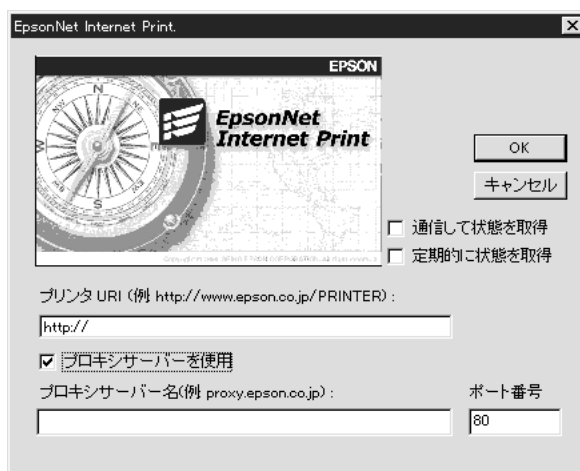 EpsonNet Internet Print.
EPSON
N
EpsonNet
Internet Print
OK
キャンセル
通信して状態を取得
定期的に状態を取得
プリンタ URI (例 http://www.epson.co.jp/PRINTER) :
http://
プロキシサーバーを使用
プロキシサーバー名(例 proxy.epson.co.jp) :
ポート番号
80